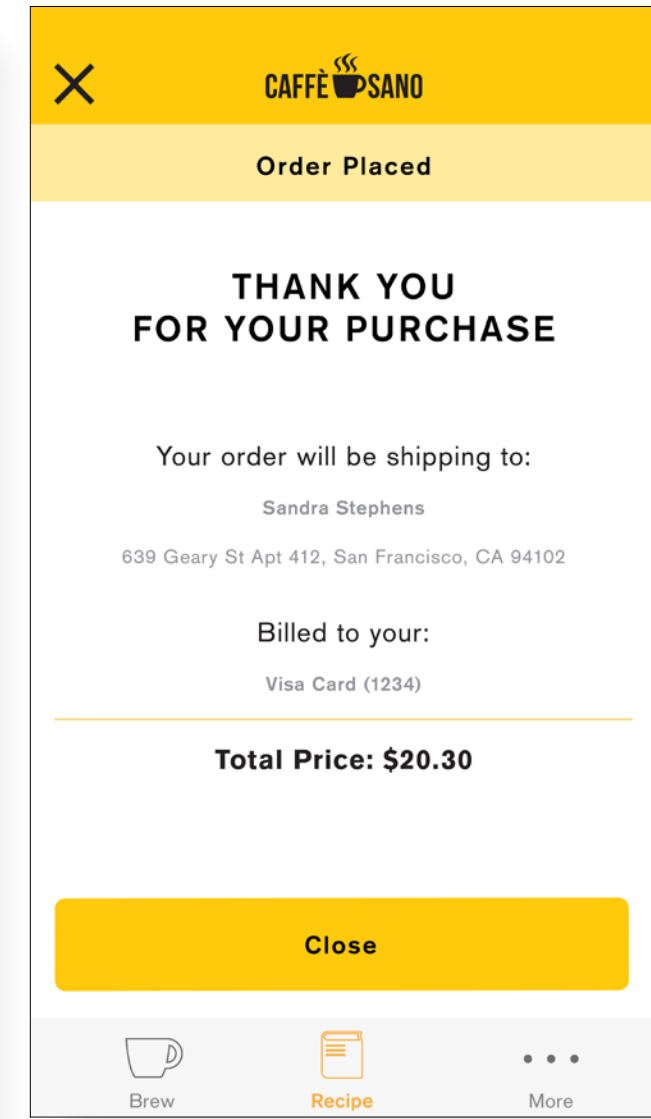 CAFFÈ SANO
Order Placed
THANK YOU
FOR YOUR PURCHASE
Your order will be shipping to:
Sandra Stephens
639 Geary St Apt 412, San Francisco, CA 94102
Billed to your:
Visa Card (1234)
Total Price: $20.30
Close
Brew Recipe More